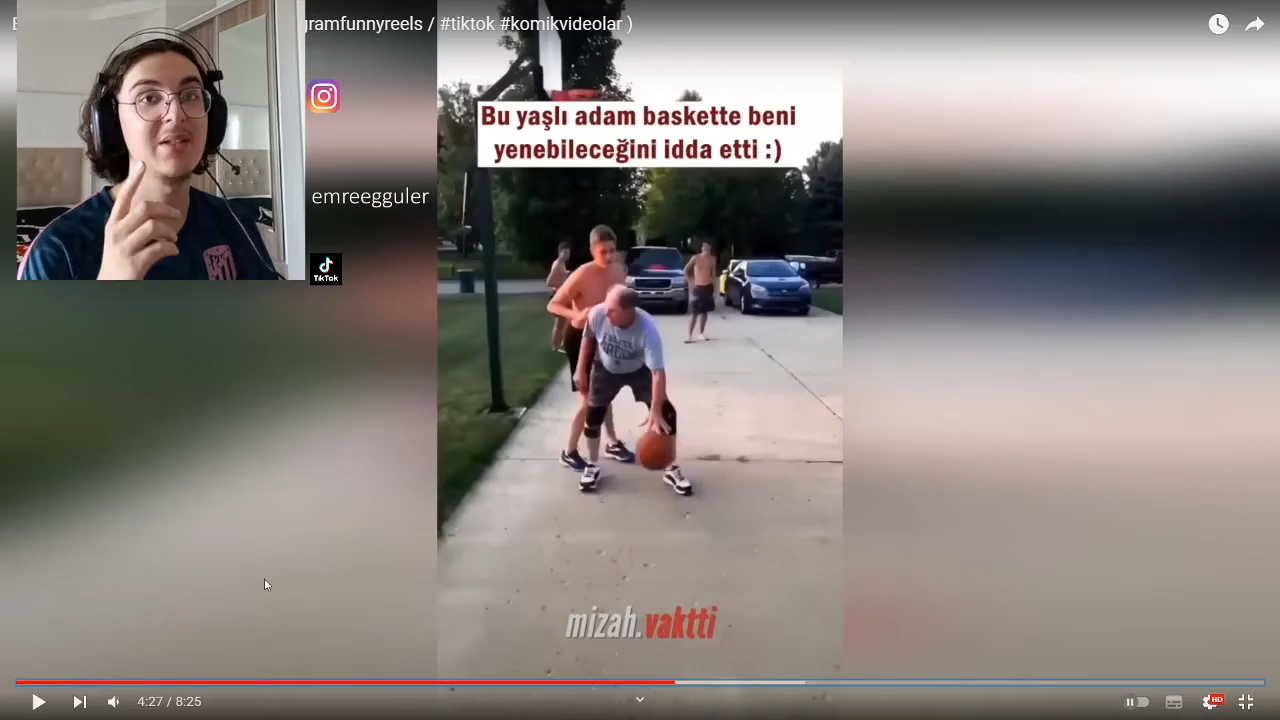 gramfunnyreels / #tiktok #komikvideolar )
emreegguler
TikTok
Bu yaşlı adam baskette beni
yenebileceğini idda etti :)
mizah.vaktti
4:27 / 8:25
HD